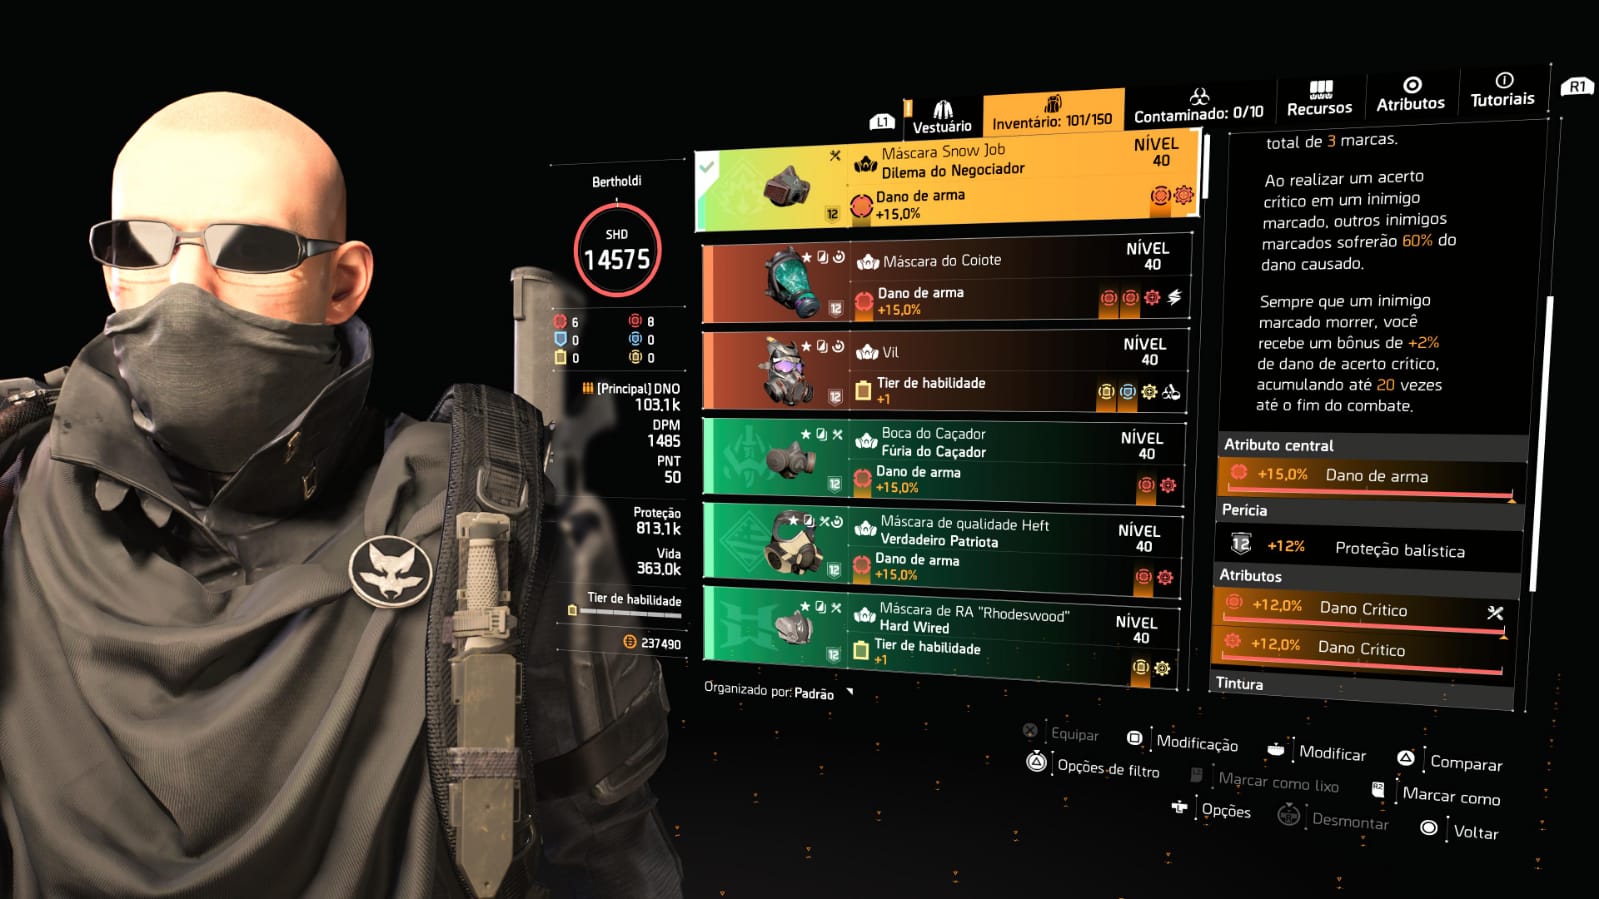 L1
Vestuário
Inventário: 101/150
Contaminado: 0/10
Recursos
Atributos
Tutoriais
R1
Bertholdi
SHD
14575
6
8
0
0
0
0
[Principal] DNO
103,1k
DPM
1485
PNT
50
Proteção
813,1k
Vida
363,0k
Tier de habilidade
237490
Máscara Snow Job
Dilema do Negociador
NÍVEL
40
Dano de arma
+15,0%
12
Máscara do Coiote
NÍVEL
40
Dano de arma
+15,0%
12
Vil
NÍVEL
40
Tier de habilidade
+1
12
Boca do Caçador
Fúria do Caçador
NÍVEL
40
Dano de arma
+15,0%
12
Máscara de qualidade Heft
Verdadeiro Patriota
NÍVEL
40
Dano de arma
+15,0%
12
Máscara de RA "Rhodeswood"
Hard Wired
NÍVEL
40
Tier de habilidade
+1
12
Organizado por: Padrão
total de 3 marcas.
Ao realizar um acerto
crítico em um inimigo
marcado, outros inimigos
marcados sofrerão 60% do
dano causado.
Sempre que um inimigo
marcado morrer, você
recebe um bônus de +2%
de dano de acerto crítico,
acumulando até 20 vezes
até o fim do combate.
Atributo central
+15,0% Dano de arma
Perícia
12 +12% Proteção balística
Atributos
+12,0% Dano Crítico
+12,0% Dano Crítico
Tintura
Equipar
Modificação
Modificar
Comparar
Opções de filtro
Marcar como lixo
R2
Marcar como
Opções
Desmontar
Voltar